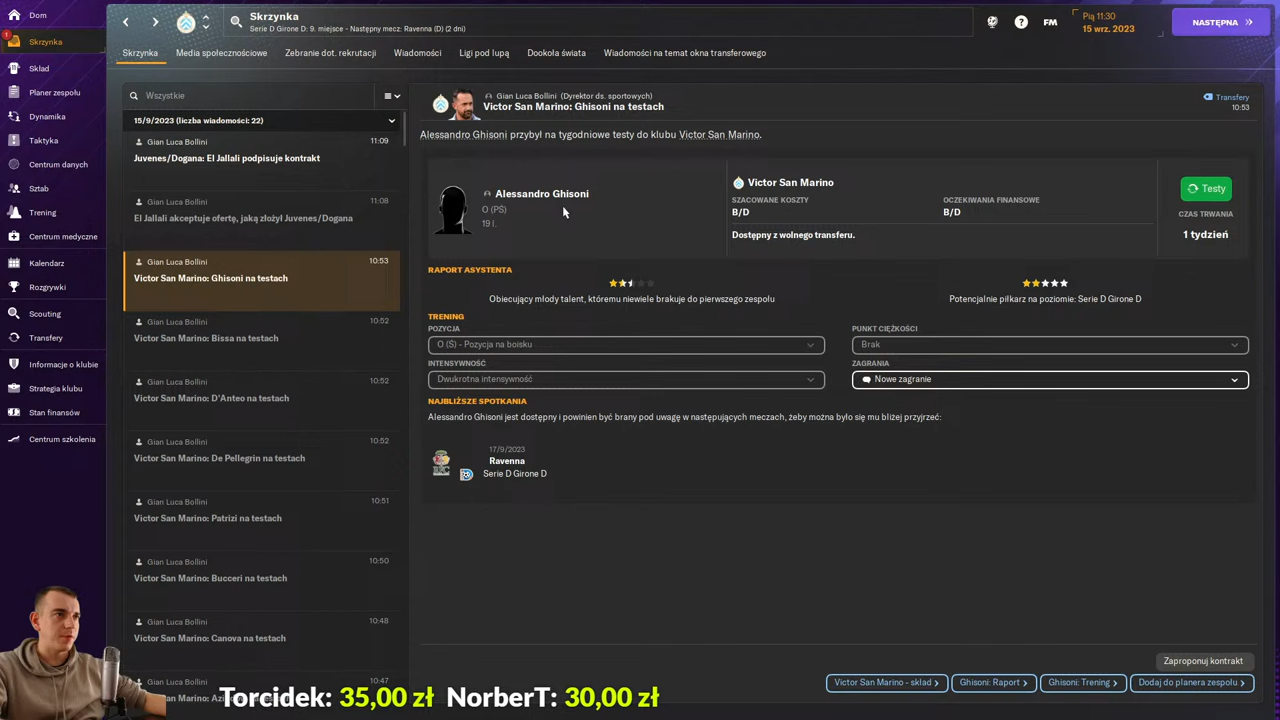 Dom
1
Skrzynka
Skład
Planer zespołu
Dynamika
Taktyka
Centrum danych
Sztab
Trening
Centrum medyczne
Kalendarz
Rozgrywki
Scouting
Transfery
Informacje o klubie
Strategia klubu
Stan finansów
Centrum szkolenia
Skrzynka
Serie D Girone D: 9. miejsce - Następny mecz: Ravenna (D) (2 dni)
FM
Pią 11:30
15 wrz. 2023
NASTĘPNA
Skrzynka
Media społecznościowe
Zebranie dot. rekrutacji
Wiadomości
Ligi pod lupą
Dookoła świata
Wiadomości na temat okna transferowego
Wszystkie
15/9/2023 (liczba wiadomości: 22)
Gian Luca Bollini 11:09
Juvenes/Dogana: El Jallali podpisuje kontrakt
Gian Luca Bollini 11:08
El Jallali akceptuje ofertę, jaką złożył Juvenes/Dogana
Gian Luca Bollini 10:53
Victor San Marino: Ghisoni na testach
Gian Luca Bollini 10:52
Victor San Marino: Bissa na testach
Gian Luca Bollini 10:52
Victor San Marino: D'Anteo na testach
Gian Luca Bollini 10:52
Victor San Marino: De Pellegrin na testach
Gian Luca Bollini 10:51
Victor San Marino: Patrizi na testach
Gian Luca Bollini 10:50
Victor San Marino: Bucceri na testach
Gian Luca Bollini 10:48
Victor San Marino: Canova na testach
Gian Luca Bollini 10:47
Gian Luca Bollini (Dyrektor ds. sportowych)
Victor San Marino: Ghisoni na testach
Transfery
10:53
Alessandro Ghisoni przybył na tygodniowe testy do klubu Victor San Marino.
Alessandro Ghisoni
O (PŚ)
19 l.
Victor San Marino
SZACOWANE KOSZTY
B/D
OCZEKIWANIA FINANSOWE
B/D
Dostępny z wolnego transferu.
Testy
CZAS TRWANIA
1 tydzień
RAPORT ASYSTENTA
Obiecujący młody talent, któremu niewiele brakuje do pierwszego zespołu
Potencjalnie piłkarz na poziomie: Serie D Girone D
TRENING
POZYCJA
O (Ś) - Pozycja na boisku
PUNKT CIĘŻKOŚCI
Brak
INTENSYWNOŚĆ
Dwukrotna intensywność
ZAGRANIA
Nowe zagranie
NAJBLIŻSZE SPOTKANIA
Alessandro Ghisoni jest dostępny i powinien być brany pod uwagę w następujących meczach, żeby można było się mu bliżej przyjrzeć:
17/9/2023
Ravenna
Serie D Girone D
Zaproponuj kontrakt
Victor San Marino - skład
Ghisoni: Raport
Ghisoni: Trening
Dodaj do planera zespołu
Torcidek: 35,00 zł NorberT: 30,00 zł